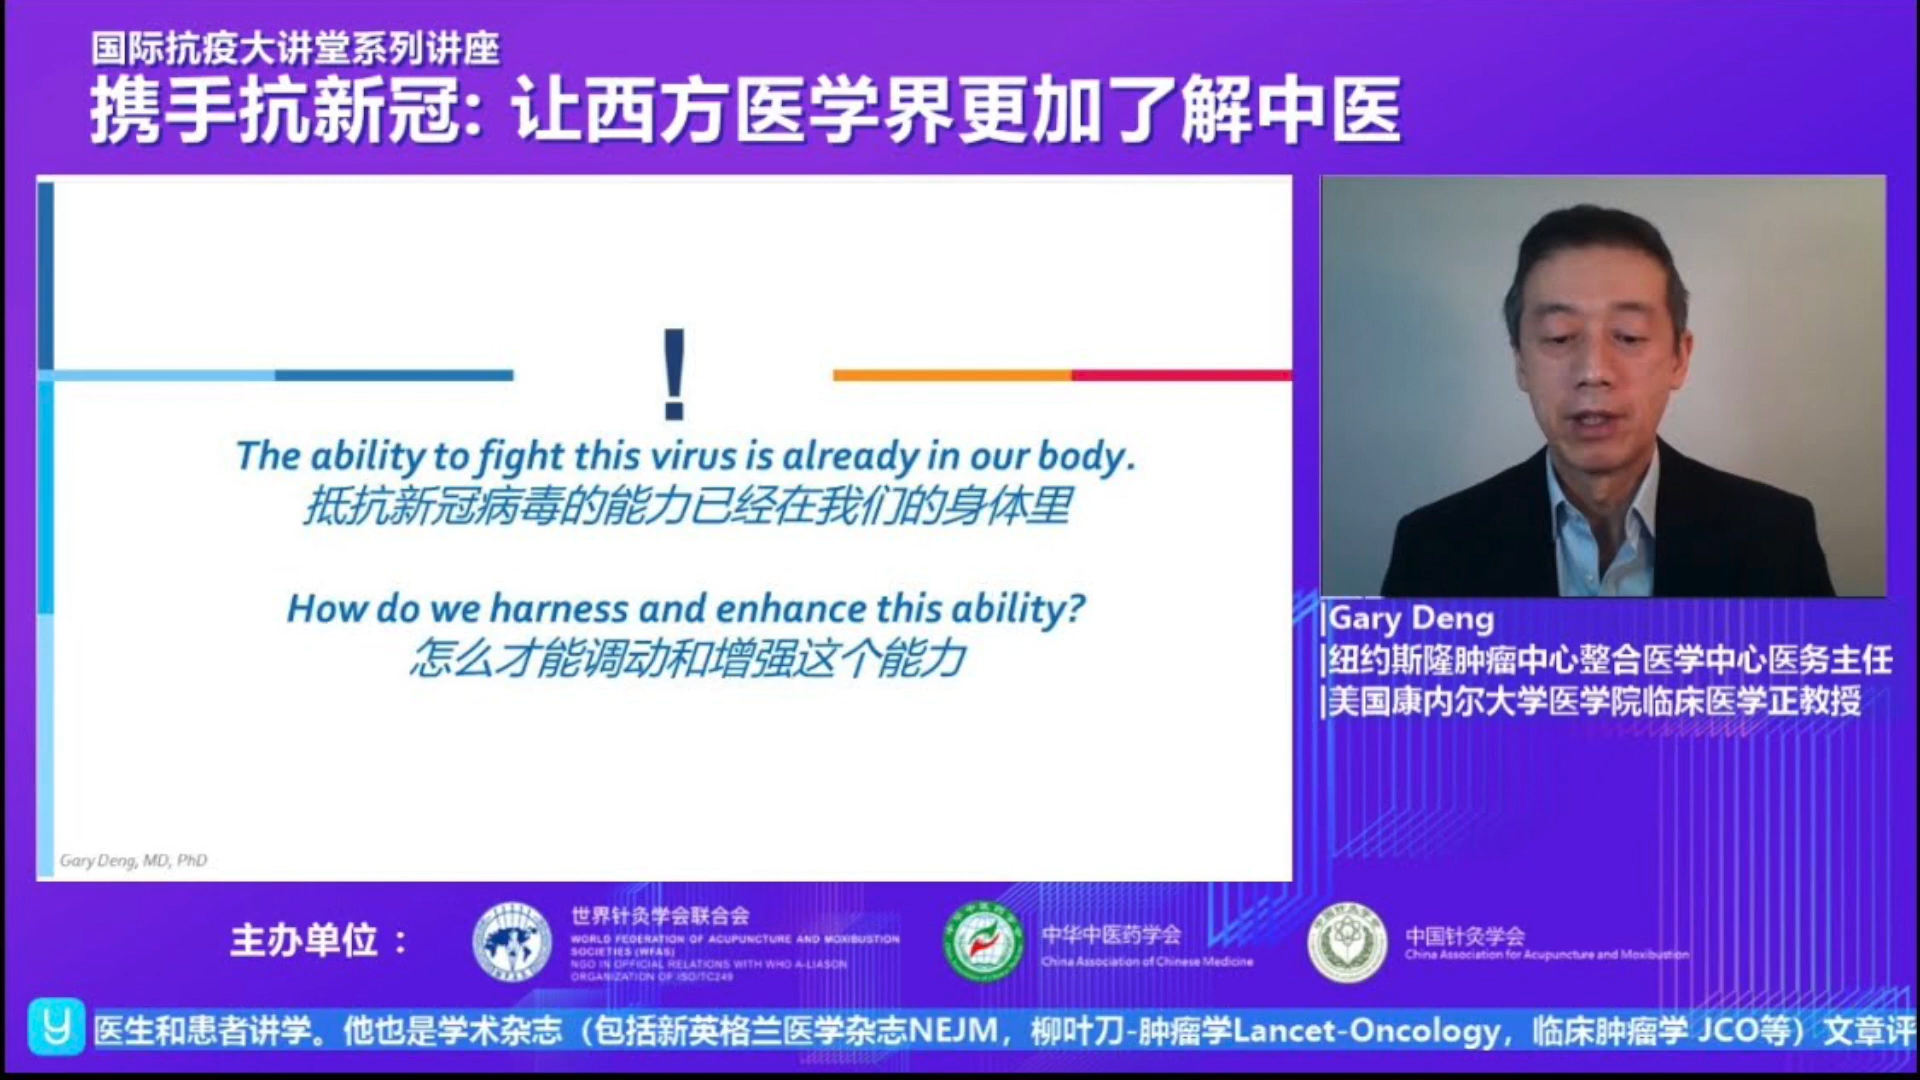 国际抗疫大讲堂系列讲座
携手抗新冠: 让西方医学界更加了解中医
!
The ability to fight this virus is already in our body.
抵抗新冠病毒的能力已经在我们的身体里
How do we harness and enhance this ability?
怎么才能调动和增强这个能力
Gary Deng, MD, PhD
|Gary Deng
|纽约斯隆肿瘤中心整合医学中心医务主任
|美国康内尔大学医学院临床医学正教授
主办单位：
世界针灸学会联合会
WORLD FEDERATION OF ACUPUNCTURE AND MOXIBUSTION
SOCIETIES (WFAS)
NGO IN OFFICIAL RELATIONS WITH WHO A-LIASON
ORGANIZATION OF ISO/TC249
中华中医药学会
China Association of Chinese Medicine
中国针灸学会
China Association for Acupuncture and Moxibustion
医生和患者讲学。他也是学术杂志（包括新英格兰医学杂志NEJM，柳叶刀-肿瘤学Lancet-Oncology，临床肿瘤学 JCO等）文章评